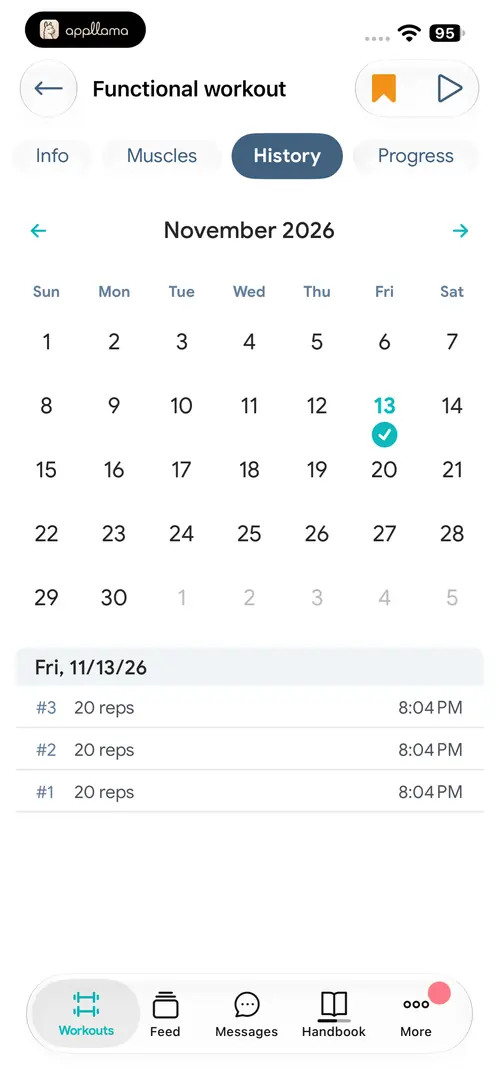 appllama
95
Functional workout
Info Muscles History Progress
November 2026
Sun Mon Tue Wed Thu Fri Sat
1 2 3 4 5 6 7
8 9 10 11 12 13 14
15 16 17 18 19 20 21
22 23 24 25 26 27 28
29 30 1 2 3 4 5
Fri, 11/13/26
#3 20 reps 8:04 PM
#2 20 reps 8:04 PM
#1 20 reps 8:04 PM
Workouts Feed Messages Handbook More